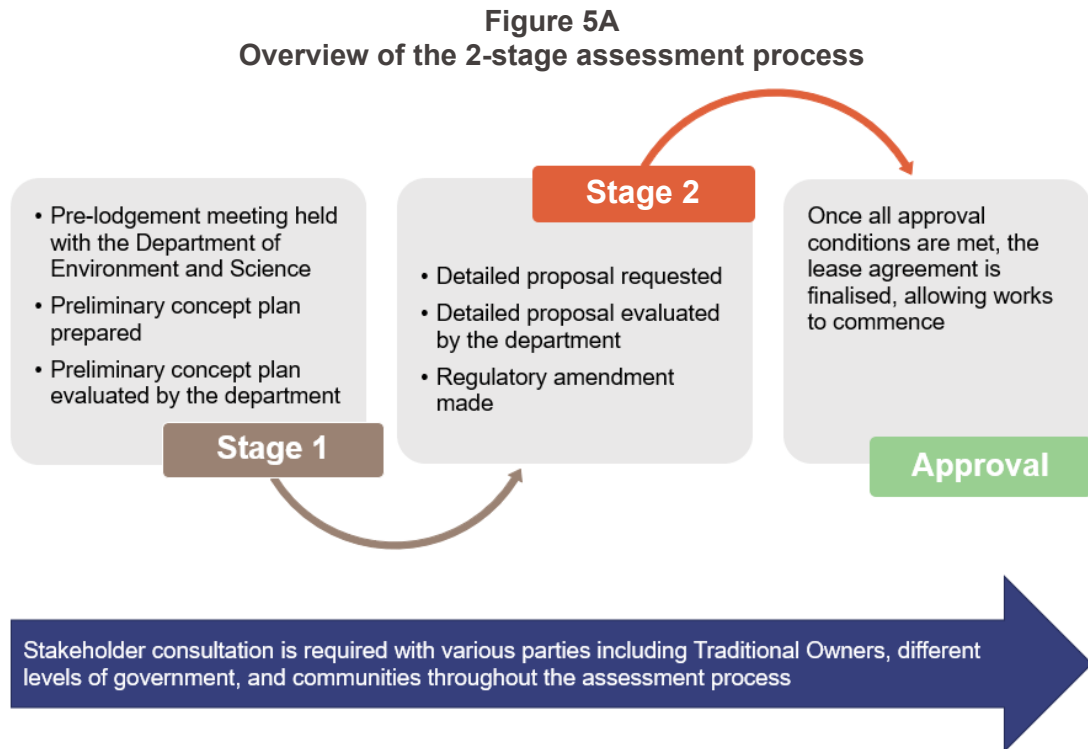 Figure 5A
Overview of the 2-stage assessment process
• Pre-lodgement meeting held
with the Department of
Environment and Science
• Preliminary concept plan
prepared
• Preliminary concept plan
evaluated by the department
Stage 1
Stage 2
• Detailed proposal requested
• Detailed proposal evaluated
by the department
• Regulatory amendment
made
Once all approval
conditions are met, the
lease agreement is
finalised, allowing works
to commence
Approval
Stakeholder consultation is required with various parties including Traditional Owners, different
levels of government, and communities throughout the assessment process